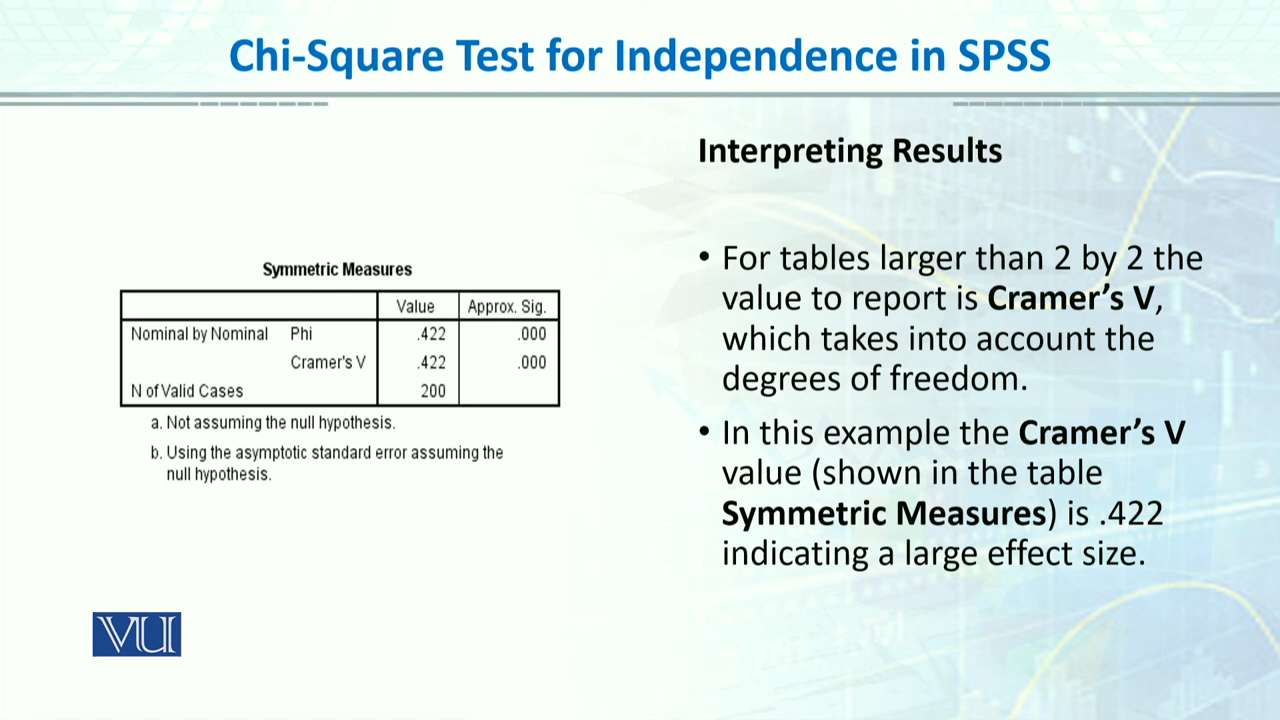 Chi-Square Test for Independence in SPSS
Symmetric Measures
Value Approx. Sig.
Nominal by Nominal Phi .422 .000
Cramer's V .422 .000
N of Valid Cases 200
a. Not assuming the null hypothesis.
b. Using the asymptotic standard error assuming the
null hypothesis.
Interpreting Results
• For tables larger than 2 by 2 the
value to report is Cramer’s V,
which takes into account the
degrees of freedom.
• In this example the Cramer’s V
value (shown in the table
Symmetric Measures) is .422
indicating a large effect size.
VU